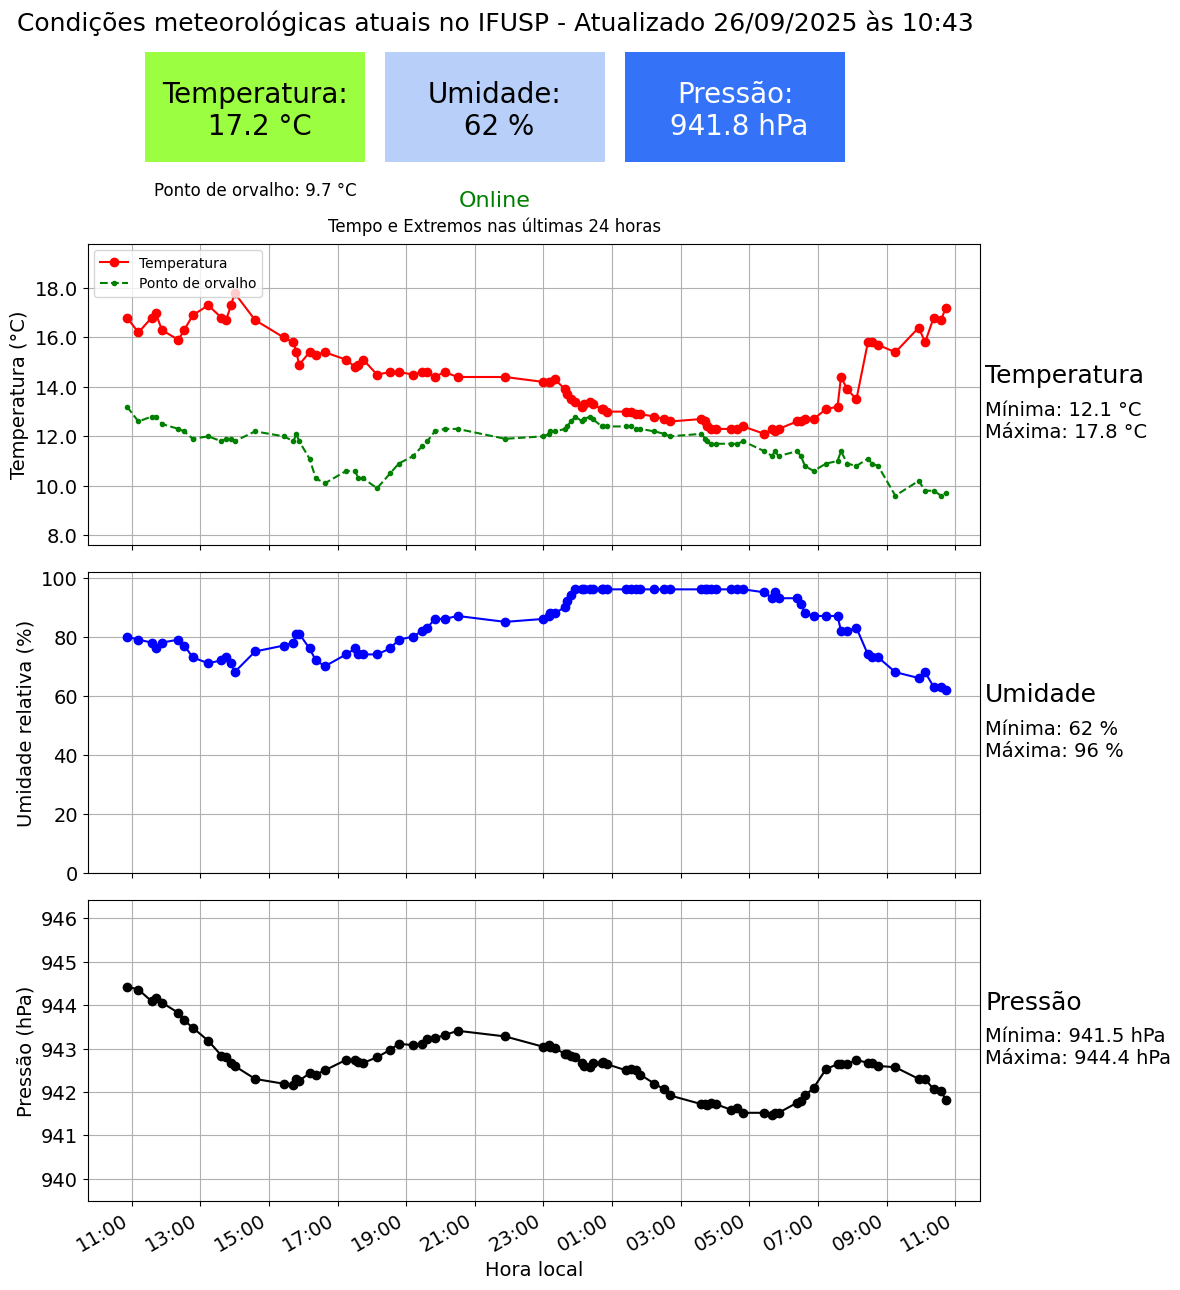 Condições meteorológicas atuais no IFUSP - Atualizado 26/09/2025 às 10:43
Temperatura:
17.2 °C
Umidade:
62 %
Pressão:
941.8 hPa
Ponto de orvalho: 9.7 °C
Online
Tempo e Extremos nas últimas 24 horas
Temperatura
Ponto de orvalho
Temperatura (°C)
18.0
16.0
14.0
12.0
10.0
8.0
Temperatura
Mínima: 12.1 °C
Máxima: 17.8 °C
Umidade relativa (%)
100
80
60
40
20
0
Umidade
Mínima: 62 %
Máxima: 96 %
Pressão (hPa)
946
945
944
943
942
941
940
Pressão
Mínima: 941.5 hPa
Máxima: 944.4 hPa
11:00 13:00 15:00 17:00 19:00 21:00 23:00 01:00 03:00 05:00 07:00 09:00 11:00
Hora local